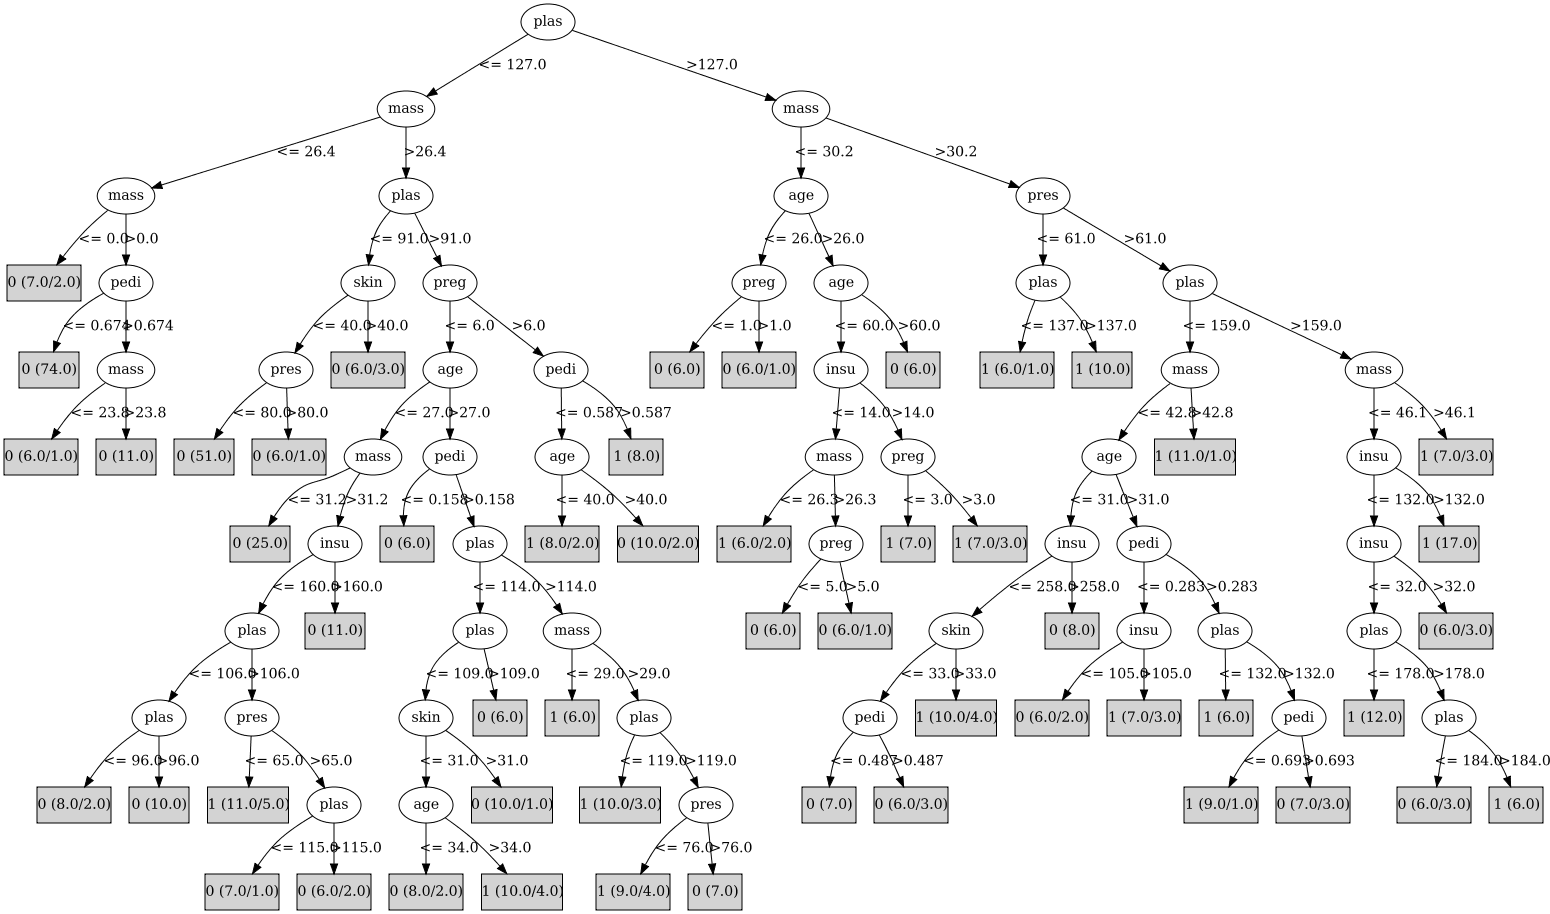 plas
<= 127.0 >127.0
mass mass
<= 26.4 >26.4 <= 30.2 >30.2
mass plas age pres
<= 0.0 >0.0 <= 91.0 >91.0 <= 26.0 >26.0 <= 61.0 >61.0
0 (7.0/2.0) pedi skin preg preg age plas plas
<= 0.674 >0.674 <= 40.0 >40.0 <= 6.0 >6.0 <= 1.0 >1.0 <= 60.0 >60.0 <= 137.0 >137.0 <= 159.0 >159.0
0 (74.0) mass pres 0 (6.0/3.0) age pedi 0 (6.0) 0 (6.0/1.0) insu 0 (6.0) 1 (6.0/1.0) 1 (10.0) mass mass
<= 23.8 >23.8 <= 80.0 >80.0 <= 27.0 >27.0 <= 0.587 >0.587 <= 14.0 >14.0 <= 42.8 >42.8 <= 46.1 >46.1
0 (6.0/1.0) 0 (11.0) 0 (51.0) 0 (6.0/1.0) mass pedi age 1 (8.0) mass preg age 1 (11.0/1.0) insu 1 (7.0/3.0)
<= 31.2 >31.2 <= 0.158 >0.158 <= 40.0 >40.0 <= 26.3 >26.3 <= 3.0 >3.0 <= 31.0 >31.0 <= 132.0 >132.0
0 (25.0) insu 0 (6.0) plas 1 (8.0/2.0) 0 (10.0/2.0) 1 (6.0/2.0) preg 1 (7.0) 1 (7.0/3.0) insu pedi insu 1 (17.0)
<= 160.0 >160.0 <= 114.0 >114.0 <= 5.0 >5.0 <= 258.0 >258.0 <= 0.283 >0.283 <= 32.0 >32.0
plas 0 (11.0) plas mass 0 (6.0) 0 (6.0/1.0) skin 0 (8.0) insu plas plas 0 (6.0/3.0)
<= 106.0 >106.0 <= 109.0 >109.0 <= 29.0 >29.0 <= 33.0 >33.0 <= 105.0 >105.0 <= 132.0 >132.0 <= 178.0 >178.0
plas pres skin 0 (6.0) 1 (6.0) plas pedi 1 (10.0/4.0) 0 (6.0/2.0) 1 (7.0/3.0) 1 (6.0) pedi 1 (12.0) plas
<= 96.0 >96.0 <= 65.0 >65.0 <= 31.0 >31.0 <= 119.0 >119.0 <= 0.487 >0.487 <= 0.693 >0.693 <= 184.0 >184.0
0 (8.0/2.0) 0 (10.0) 1 (11.0/5.0) plas age 0 (10.0/1.0) 1 (10.0/3.0) pres 0 (7.0) 0 (6.0/3.0) 1 (9.0/1.0) 0 (7.0/3.0) 0 (6.0/3.0) 1 (6.0)
<= 115.0 >115.0 <= 34.0 >34.0 <= 76.0 >76.0
0 (7.0/1.0) 0 (6.0/2.0) 0 (8.0/2.0) 1 (10.0/4.0) 1 (9.0/4.0) 0 (7.0)